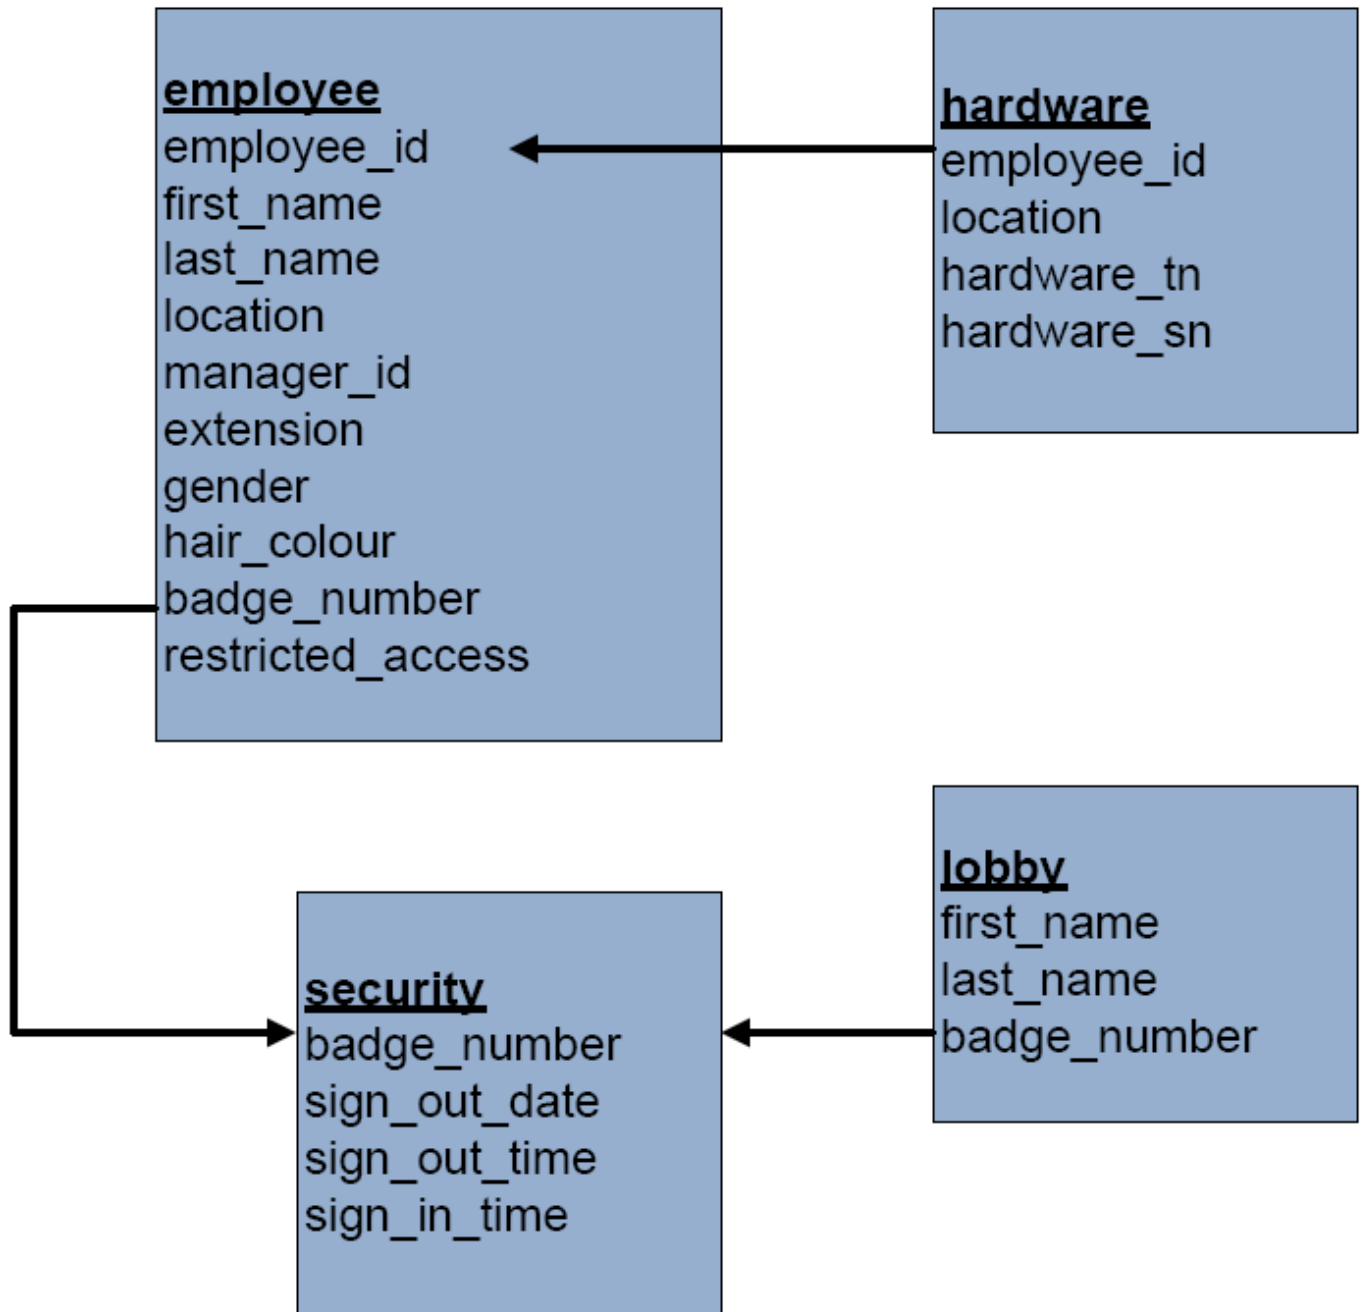 employee
employee_id
first_name
last_name
location
manager_id
extension
gender
hair_colour
badge_number
restricted_access
hardware
employee_id
location
hardware_tn
hardware_sn
security
badge_number
sign_out_date
sign_out_time
sign_in_time
lobby
first_name
last_name
badge_number